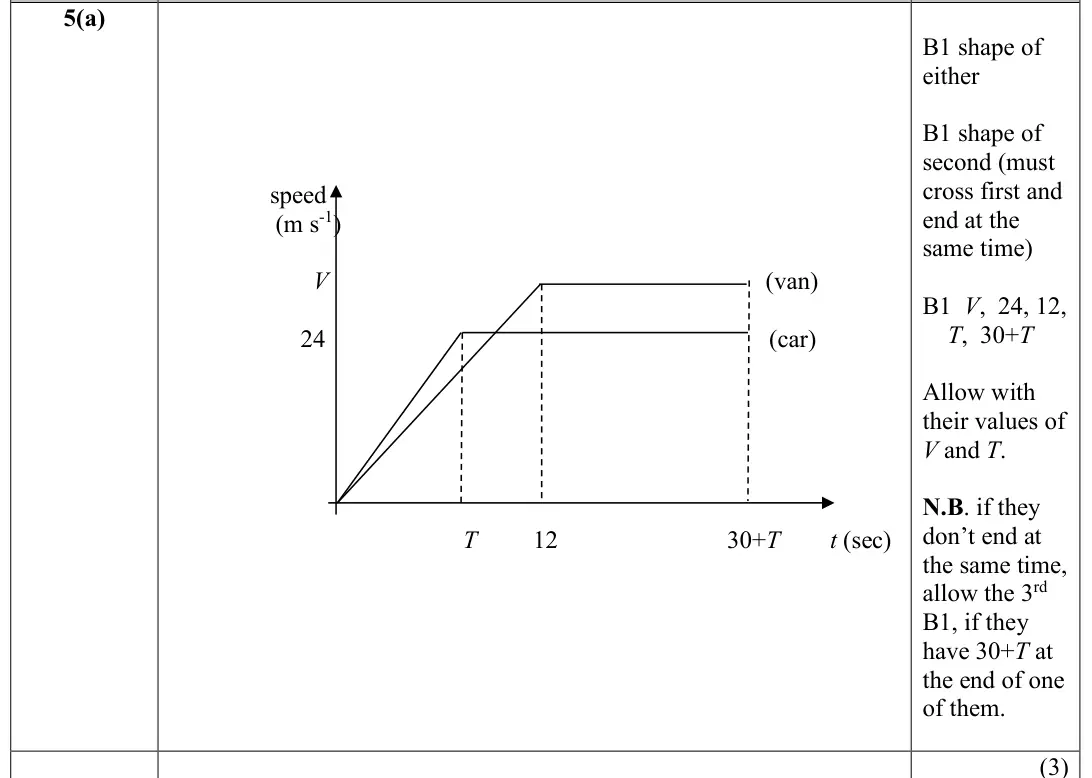 5(a)
speed
(m s-1)
V
24
(van)
(car)
T
12
30+T
t (sec)
B1 shape of
either
B1 shape of
second (must
cross first and
end at the
same time)
B1 V, 24, 12,
T, 30+T
Allow with
their values of
V and T.
N.B. if they
don’t end at
the same time,
allow the 3rd
B1, if they
have 30+T at
the end of one
of them.
(3)